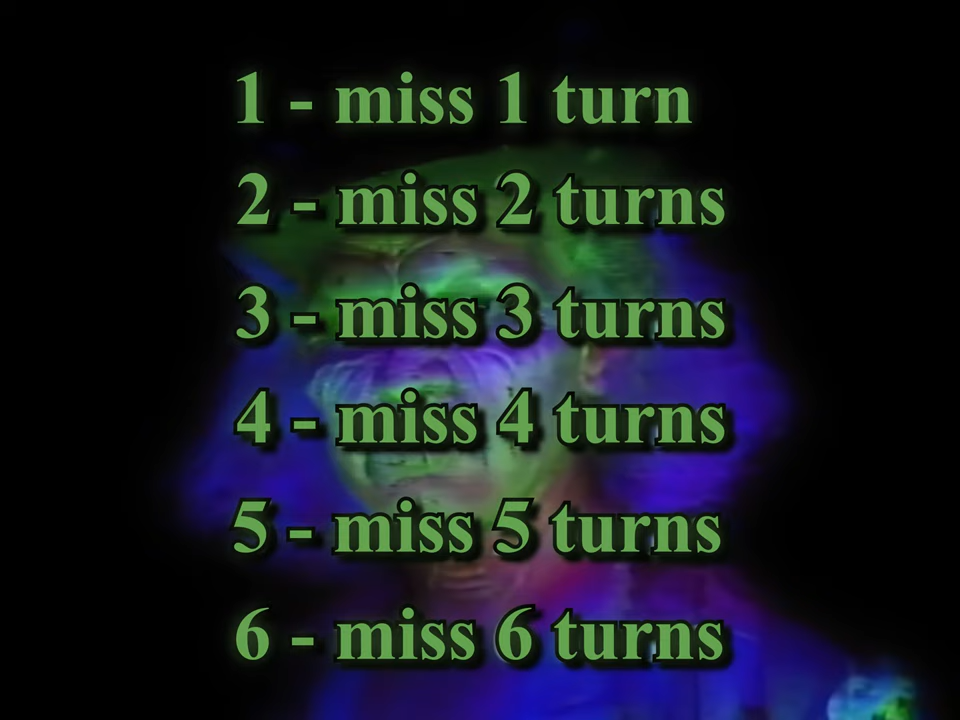 1 - miss 1 turn
2 - miss 2 turns
3 - miss 3 turns
4 - miss 4 turns
5 - miss 5 turns
6 - miss 6 turns